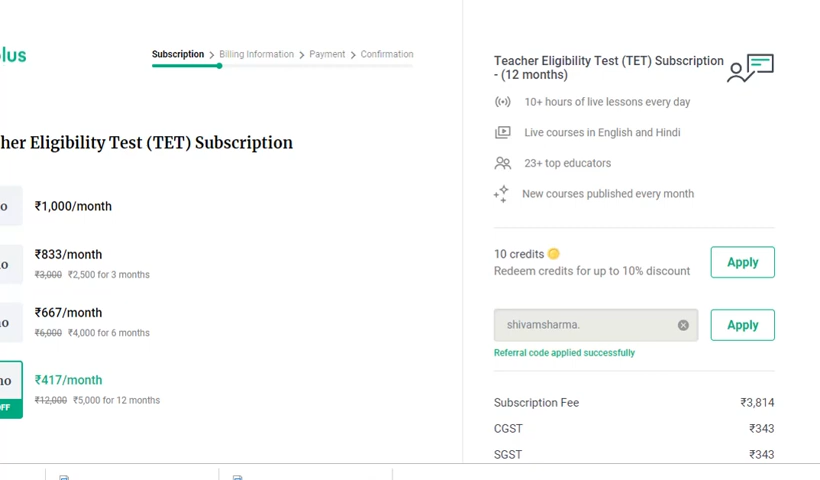 plus
Subscription > Billing Information > Payment > Confirmation
her Eligibility Test (TET) Subscription
o ₹1,000/month
o ₹833/month
₹3,000 ₹2,500 for 3 months
no ₹667/month
₹6,000 ₹4,000 for 6 months
no ₹417/month
OFF ₹12,000 ₹5,000 for 12 months
Teacher Eligibility Test (TET) Subscription
- (12 months)
10+ hours of live lessons every day
Live courses in English and Hindi
23+ top educators
New courses published every month
10 credits
Redeem credits for up to 10% discount
Apply
shivamsharma.
Apply
Referral code applied successfully
Subscription Fee ₹3,814
CGST ₹343
SGST ₹343